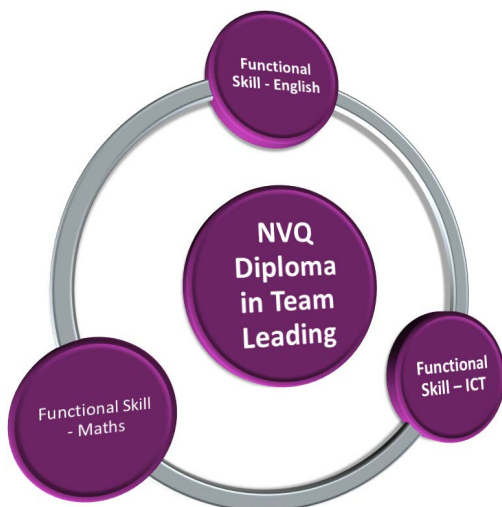 Functional
Skill - English
NVQ
Diploma
in Team
Leading
Functional
Skill – ICT
Functional Skill
- Maths